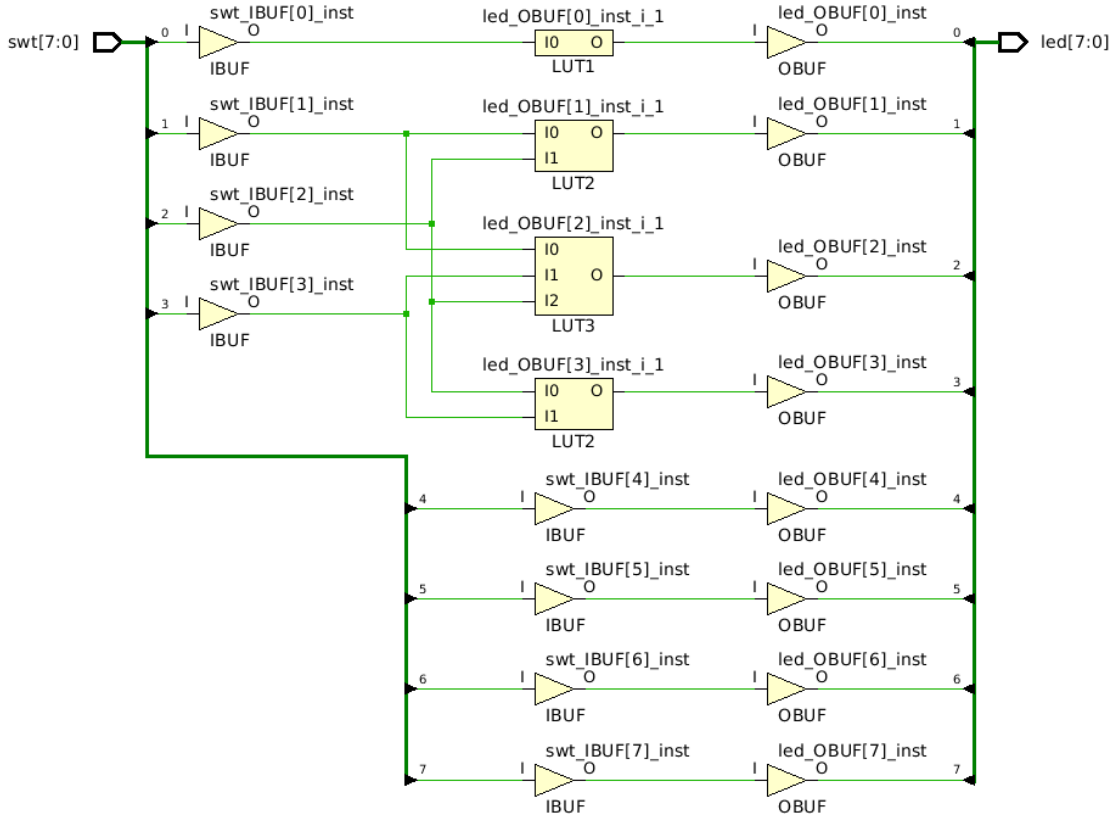 swt[7:0]
led[7:0]
swt_IBUF[0]_inst
0
I
O
IBUF
led_OBUF[0]_inst_i_1
I0
O
LUT1
led_OBUF[0]_inst
I
O
OBUF
0
swt_IBUF[1]_inst
1
I
O
IBUF
led_OBUF[1]_inst_i_1
I0
O
I1
LUT2
led_OBUF[1]_inst
I
O
OBUF
1
swt_IBUF[2]_inst
2
I
O
IBUF
led_OBUF[2]_inst_i_1
I0
I1
O
I2
LUT3
led_OBUF[2]_inst
I
O
OBUF
2
swt_IBUF[3]_inst
3
I
O
IBUF
led_OBUF[3]_inst_i_1
I0
O
I1
LUT2
led_OBUF[3]_inst
I
O
OBUF
3
swt_IBUF[4]_inst
4
I
O
IBUF
led_OBUF[4]_inst
I
O
OBUF
4
swt_IBUF[5]_inst
5
I
O
IBUF
led_OBUF[5]_inst
I
O
OBUF
5
swt_IBUF[6]_inst
6
I
O
IBUF
led_OBUF[6]_inst
I
O
OBUF
6
swt_IBUF[7]_inst
7
I
O
IBUF
led_OBUF[7]_inst
I
O
OBUF
7